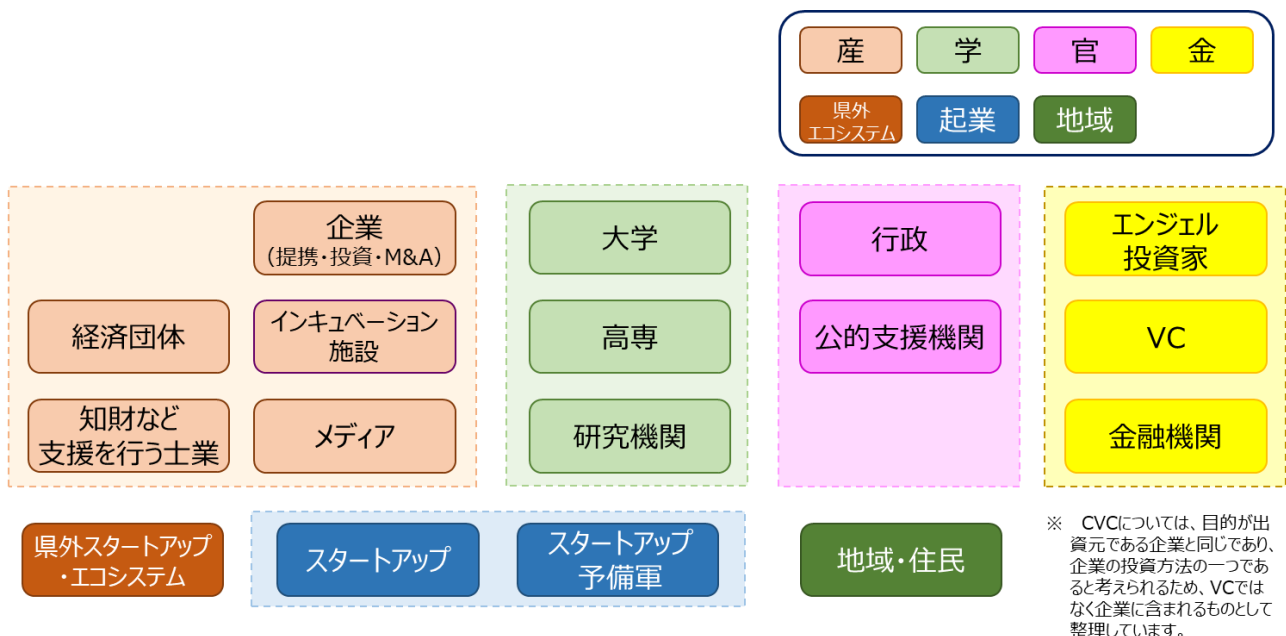 産
学
官
金
県外
エコシステム
起業
地域
企業
（提携・投資・M&A）
経済団体
インキュベーション
施設
知財など
支援を行う士業
メディア
大学
高専
研究機関
行政
公的支援機関
エンジェル
投資家
VC
金融機関
県外スタートアップ
・エコシステム
スタートアップ
スタートアップ
予備軍
地域・住民
※　CVCについては、目的が出
資元である企業と同じであり、
企業の投資方法の一つであ
ると考えられるため、VCでは
なく企業に含まれるものとして
整理しています。